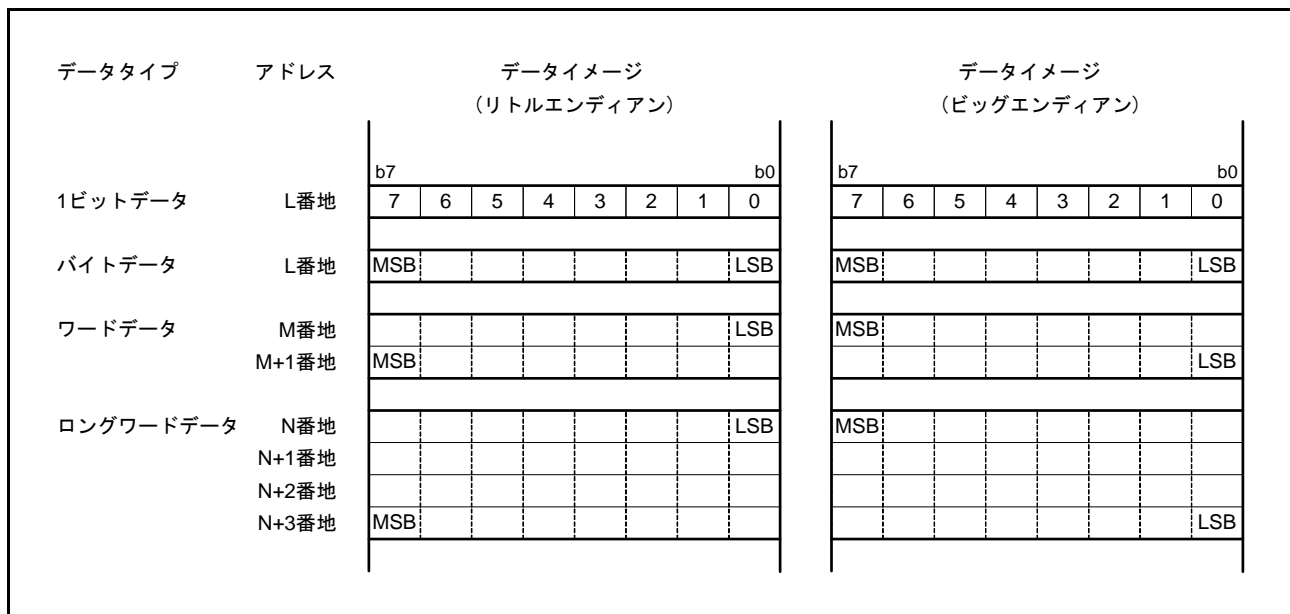 データタイプ アドレス データイメージ データイメージ
(リトルエンディアン) (ビッグエンディアン)
b7 b0 b7 b0
1ビットデータ L番地 7 6 5 4 3 2 1 0 7 6 5 4 3 2 1 0
バイトデータ L番地 MSB LSB MSB LSB
ワードデータ M番地 LSB MSB
M+1番地 MSB LSB
ロングワードデータ N番地 LSB MSB
N+1番地
N+2番地
N+3番地 MSB LSB